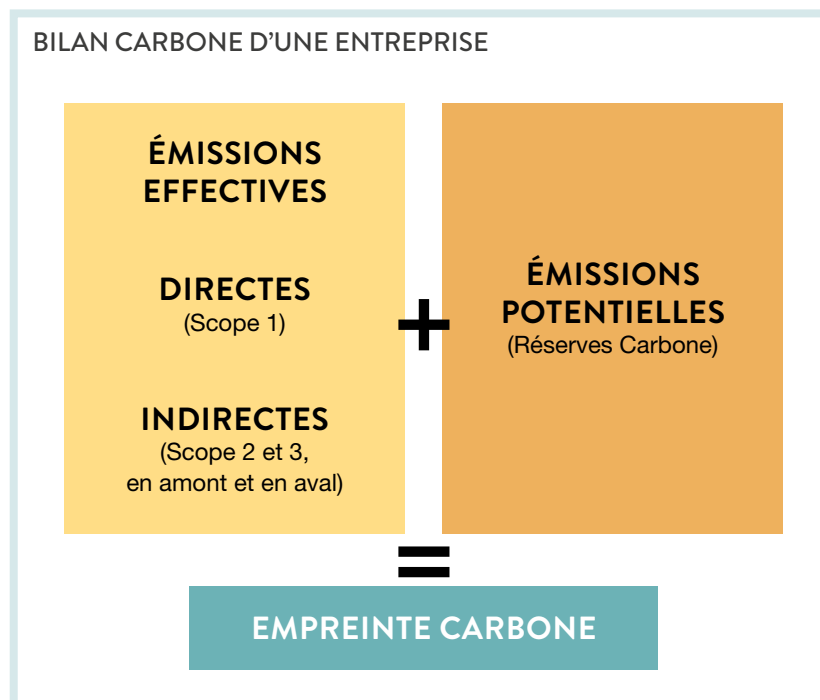 BILAN CARBONE D'UNE ENTREPRISE
ÉMISSIONS
EFFECTIVES
DIRECTES
(Scope 1)
INDIRECTES
(Scope 2 et 3,
en amont et en aval)
+
ÉMISSIONS
POTENTIELLES
(Réserves Carbone)
=
EMPREINTE CARBONE